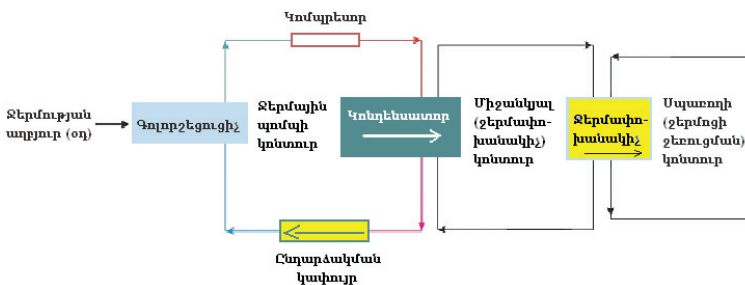 Կոմպրեսոր
Ջերմության
աղբյուր (օդ)
Գոլորշեցուցիչ
Ջերմային
պոմպի
կոնտուր
Կոնդենսատոր
Միջանկյալ
(ջերմափո-
խանակիչ)
կոնտուր
Ջերմափո-
խանակիչ
Սպառողի
(ջերմոցի
ջեռուցման)
կոնտուր
Ընդարձակման
կափույր